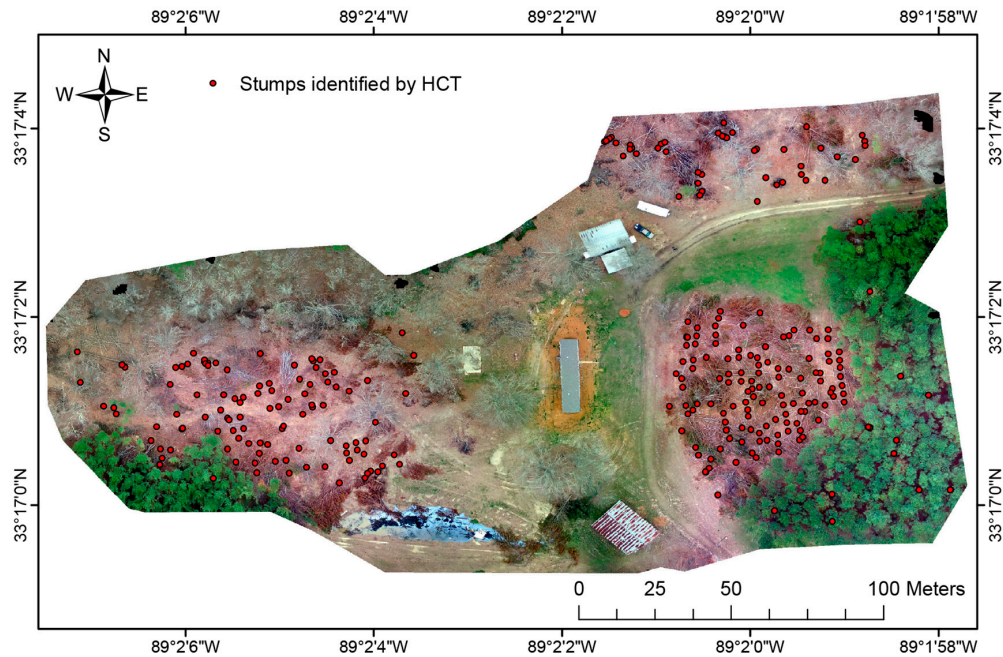 89°2'6"W 89°2'4"W 89°2'2"W 89°2'0"W 89°1'58"W
N
W E
S
Stumps identified by HCT
33°17'4"N 33°17'4"N
33°17'2"N 33°17'2"N
33°17'0"N 33°17'0"N
0 25 50 100 Meters
89°2'6"W 89°2'4"W 89°2'2"W 89°2'0"W 89°1'58"W